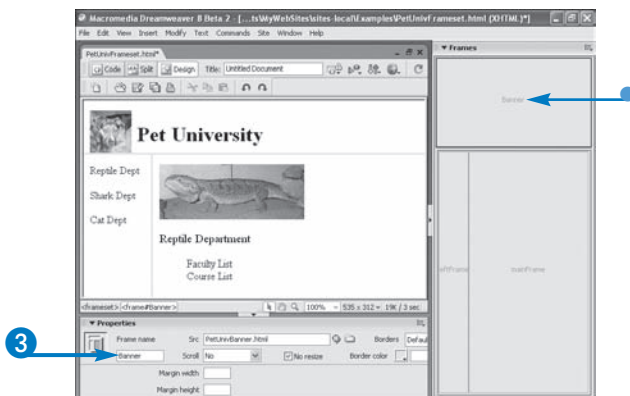 Macromedia Dreamweaver 8 Beta 2 - [...ts\MyWebSites\sites-local\Examples\PetUnivFrameset.html (XHTML)*]
File Edit View Insert Modify Text Commands Site Window Help
PetUnivFrameset.html*
Code Split Design Title: Untitled Document
Pet University
Reptile Dept
Shark Dept
Cat Dept
Reptile Department
Faculty List
Course List
<frameset> <frame#Banner> 100% 535 x 312 19K / 3 sec
Properties
Frame name Src PetUnivBanner.html Borders Defau
Banner Scroll No No resize Border color
Margin width
Margin height
Frames
Banner
eftFrame mainFrame
3